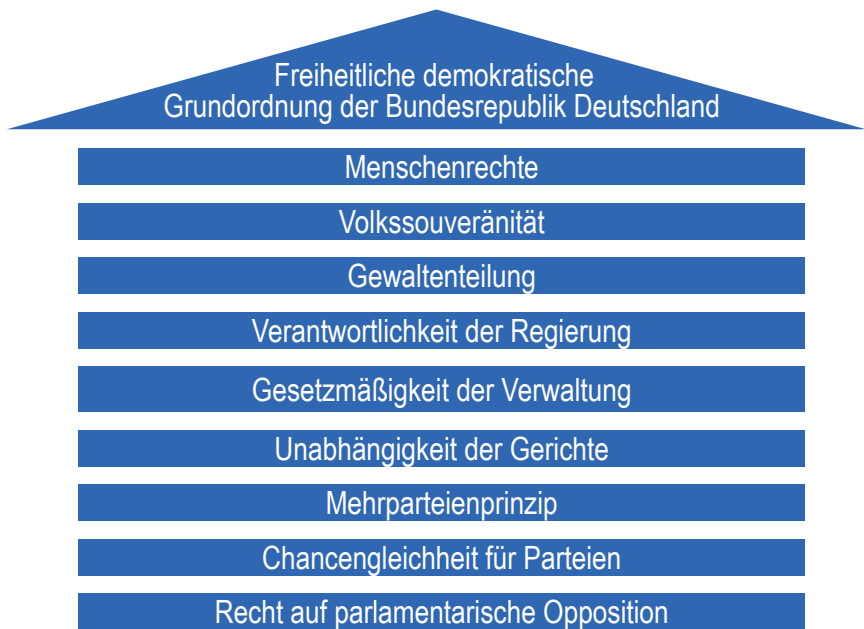 Freiheitliche demokratische
Grundordnung der Bundesrepublik Deutschland
Menschenrechte
Volkssouveränität
Gewaltenteilung
Verantwortlichkeit der Regierung
Gesetzmäßigkeit der Verwaltung
Unabhängigkeit der Gerichte
Mehrparteienprinzip
Chancengleichheit für Parteien
Recht auf parlamentarische Opposition